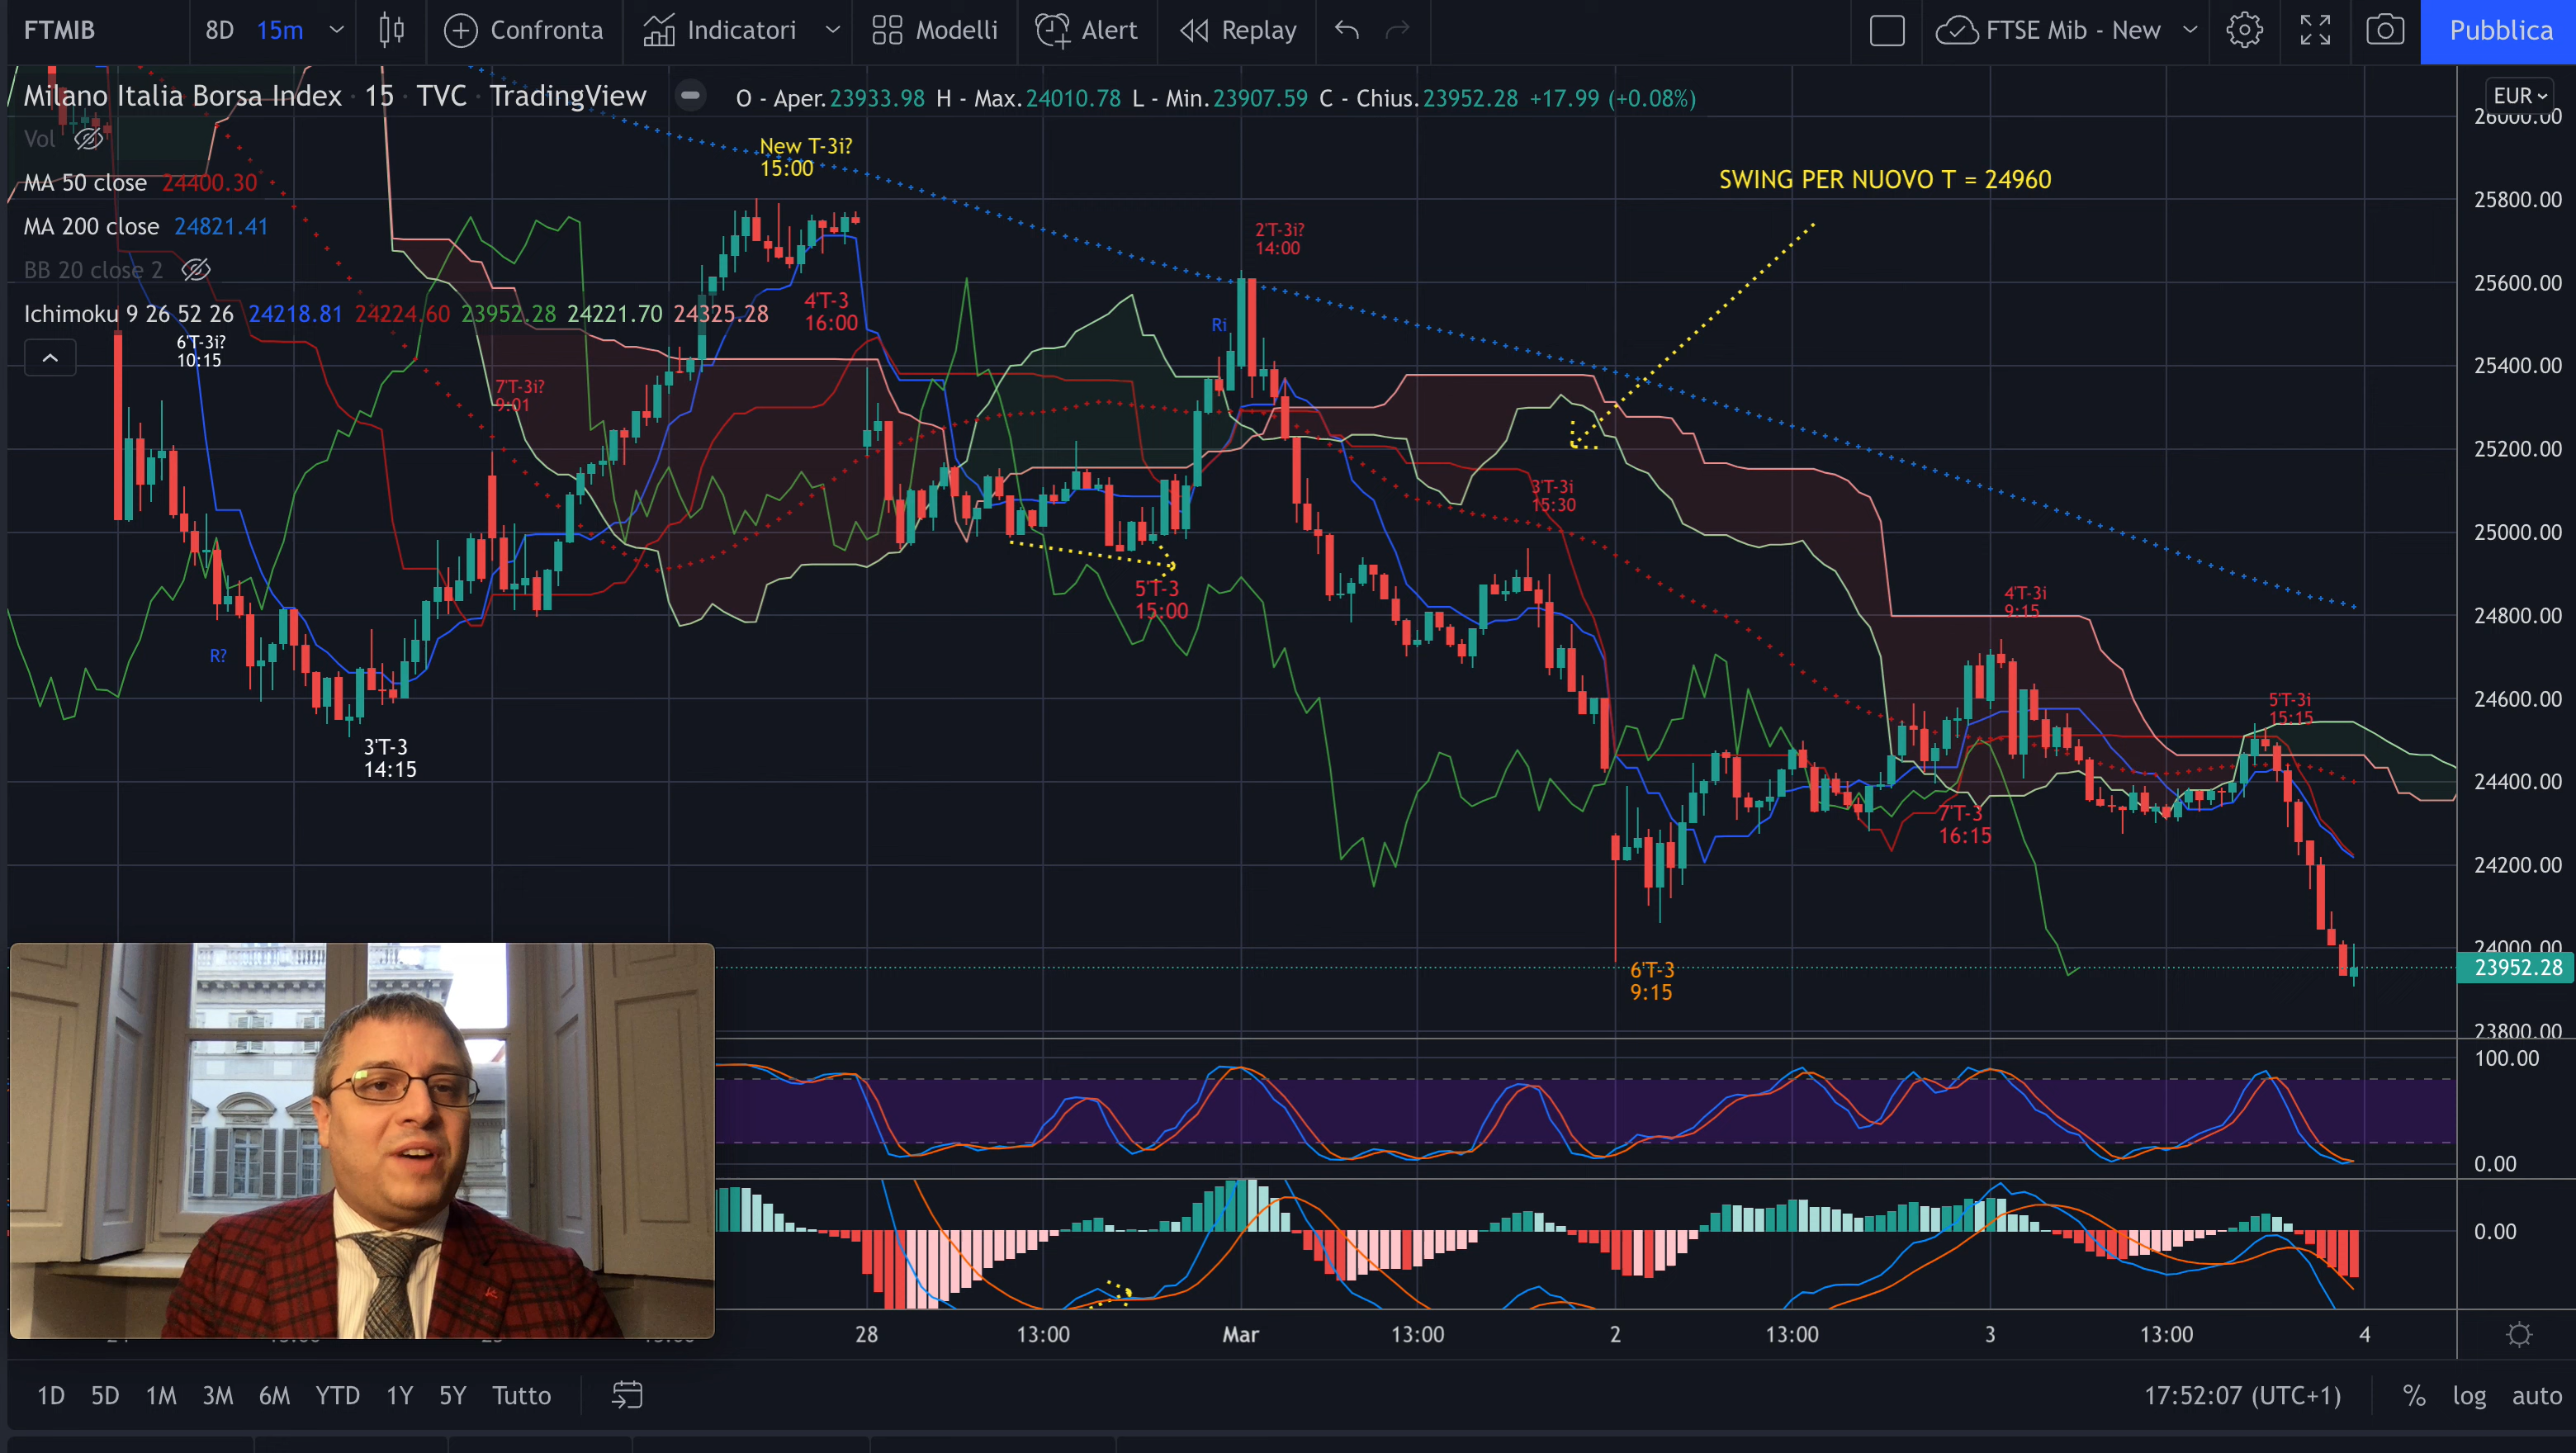 FTMIB 8D 15m Confronta Indicatori Modelli Alert Replay FTSE Mib - New Pubblica
Milano Italia Borsa Index · 15 · TVC · TradingView O - Aper.23933.98 H - Max.24010.78 L - Min.23907.59 C - Chius.23952.28 +17.99 (+0.08%)
EUR
Vol
MA 50 close 24400.30
MA 200 close 24821.41
BB 20 close 2
Ichimoku 9 26 52 26 24218.81 24224.60 23952.28 24221.70 24325.28
New T-3i?
15:00
SWING PER NUOVO T = 24960
2'T-3i?
14:00
4'T-3
16:00
Ri
6'T-3i?
10:15
7'T-3i?
9:01
3'T-3i
15:30
5'T-3
15:00
4'T-3i
9:15
R?
3'T-3
14:15
5'T-3i
15:15
7'T-3
16:15
6'T-3
9:15
26000.00
25800.00
25600.00
25400.00
25200.00
25000.00
24800.00
24600.00
24400.00
24200.00
24000.00
23952.28
23800.00
100.00
0.00
0.00
28 13:00 Mar 13:00 2 13:00 3 13:00 4
1D 5D 1M 3M 6M YTD 1Y 5Y Tutto 17:52:07 (UTC+1) % log auto